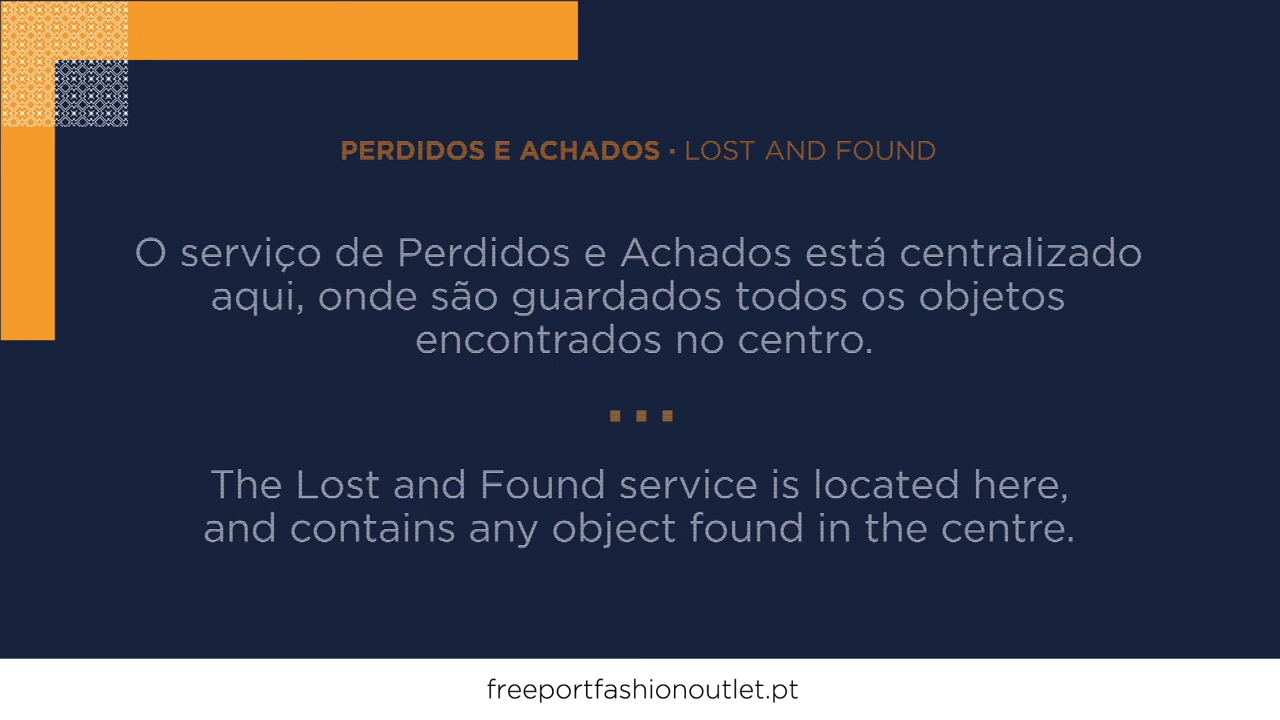 PERDIDOS E ACHADOS · LOST AND FOUND
O serviço de Perdidos e Achados está centralizado
aqui, onde são guardados todos os objetos
encontrados no centro.
The Lost and Found service is located here,
and contains any object found in the centre.
freeportfashionoutlet.pt